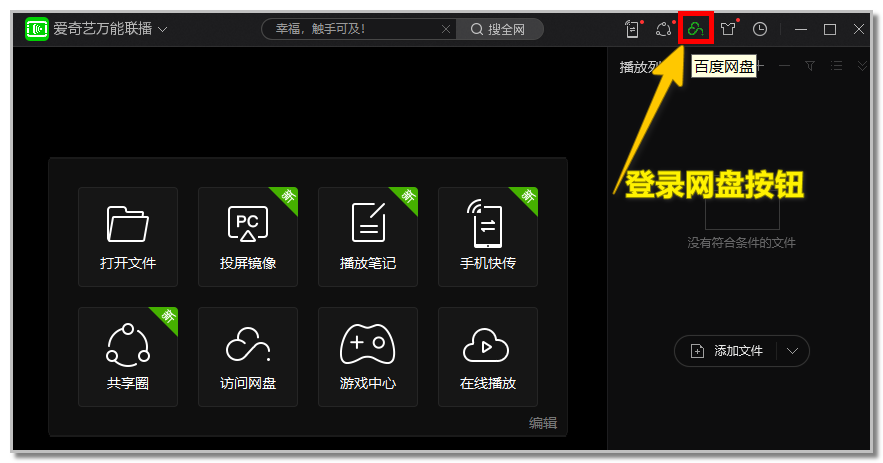 爱奇艺万能联播
幸福，触手可及！
搜全网
播放列
百度网盘
登录网盘按钮
新
新
新
PC
打开文件
投屏镜像
播放笔记
手机快传
没有符合条件的文件
新
共享圈
访问网盘
游戏中心
在线播放
添加文件
编辑